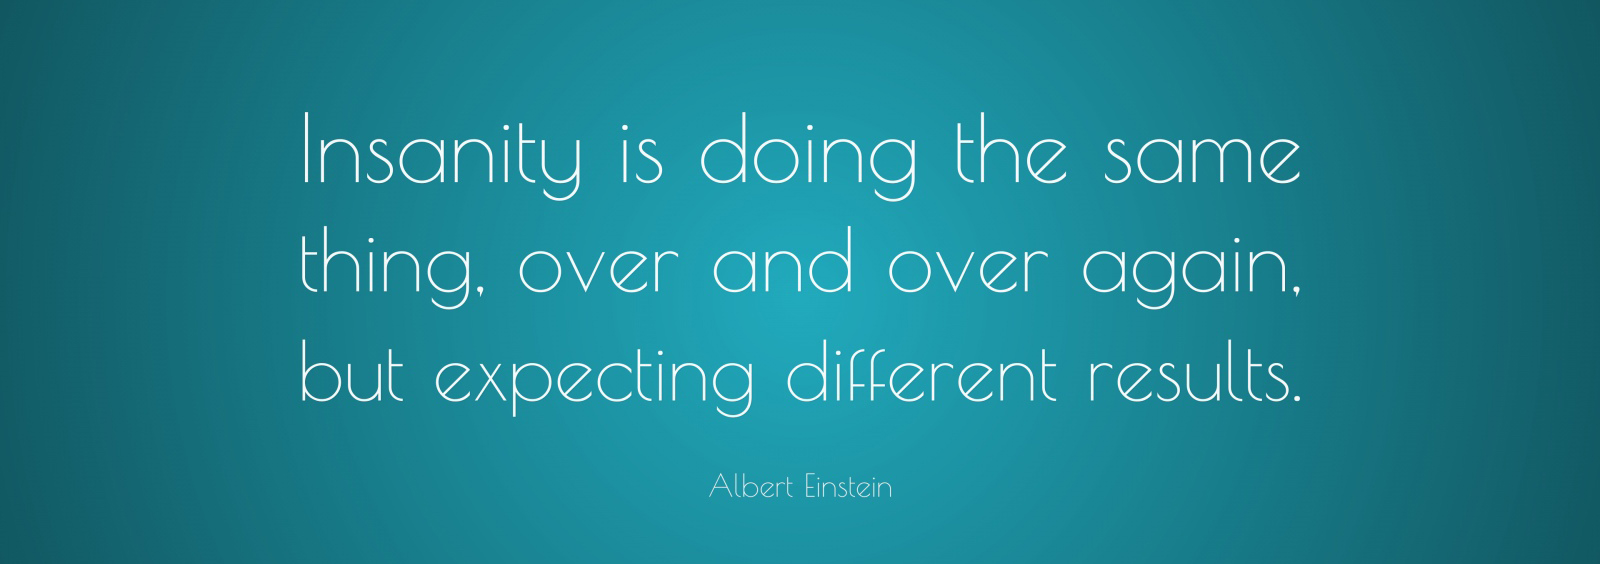 Insanity is doing the same
thing, over and over again,
but expecting different results.
Albert Einstein